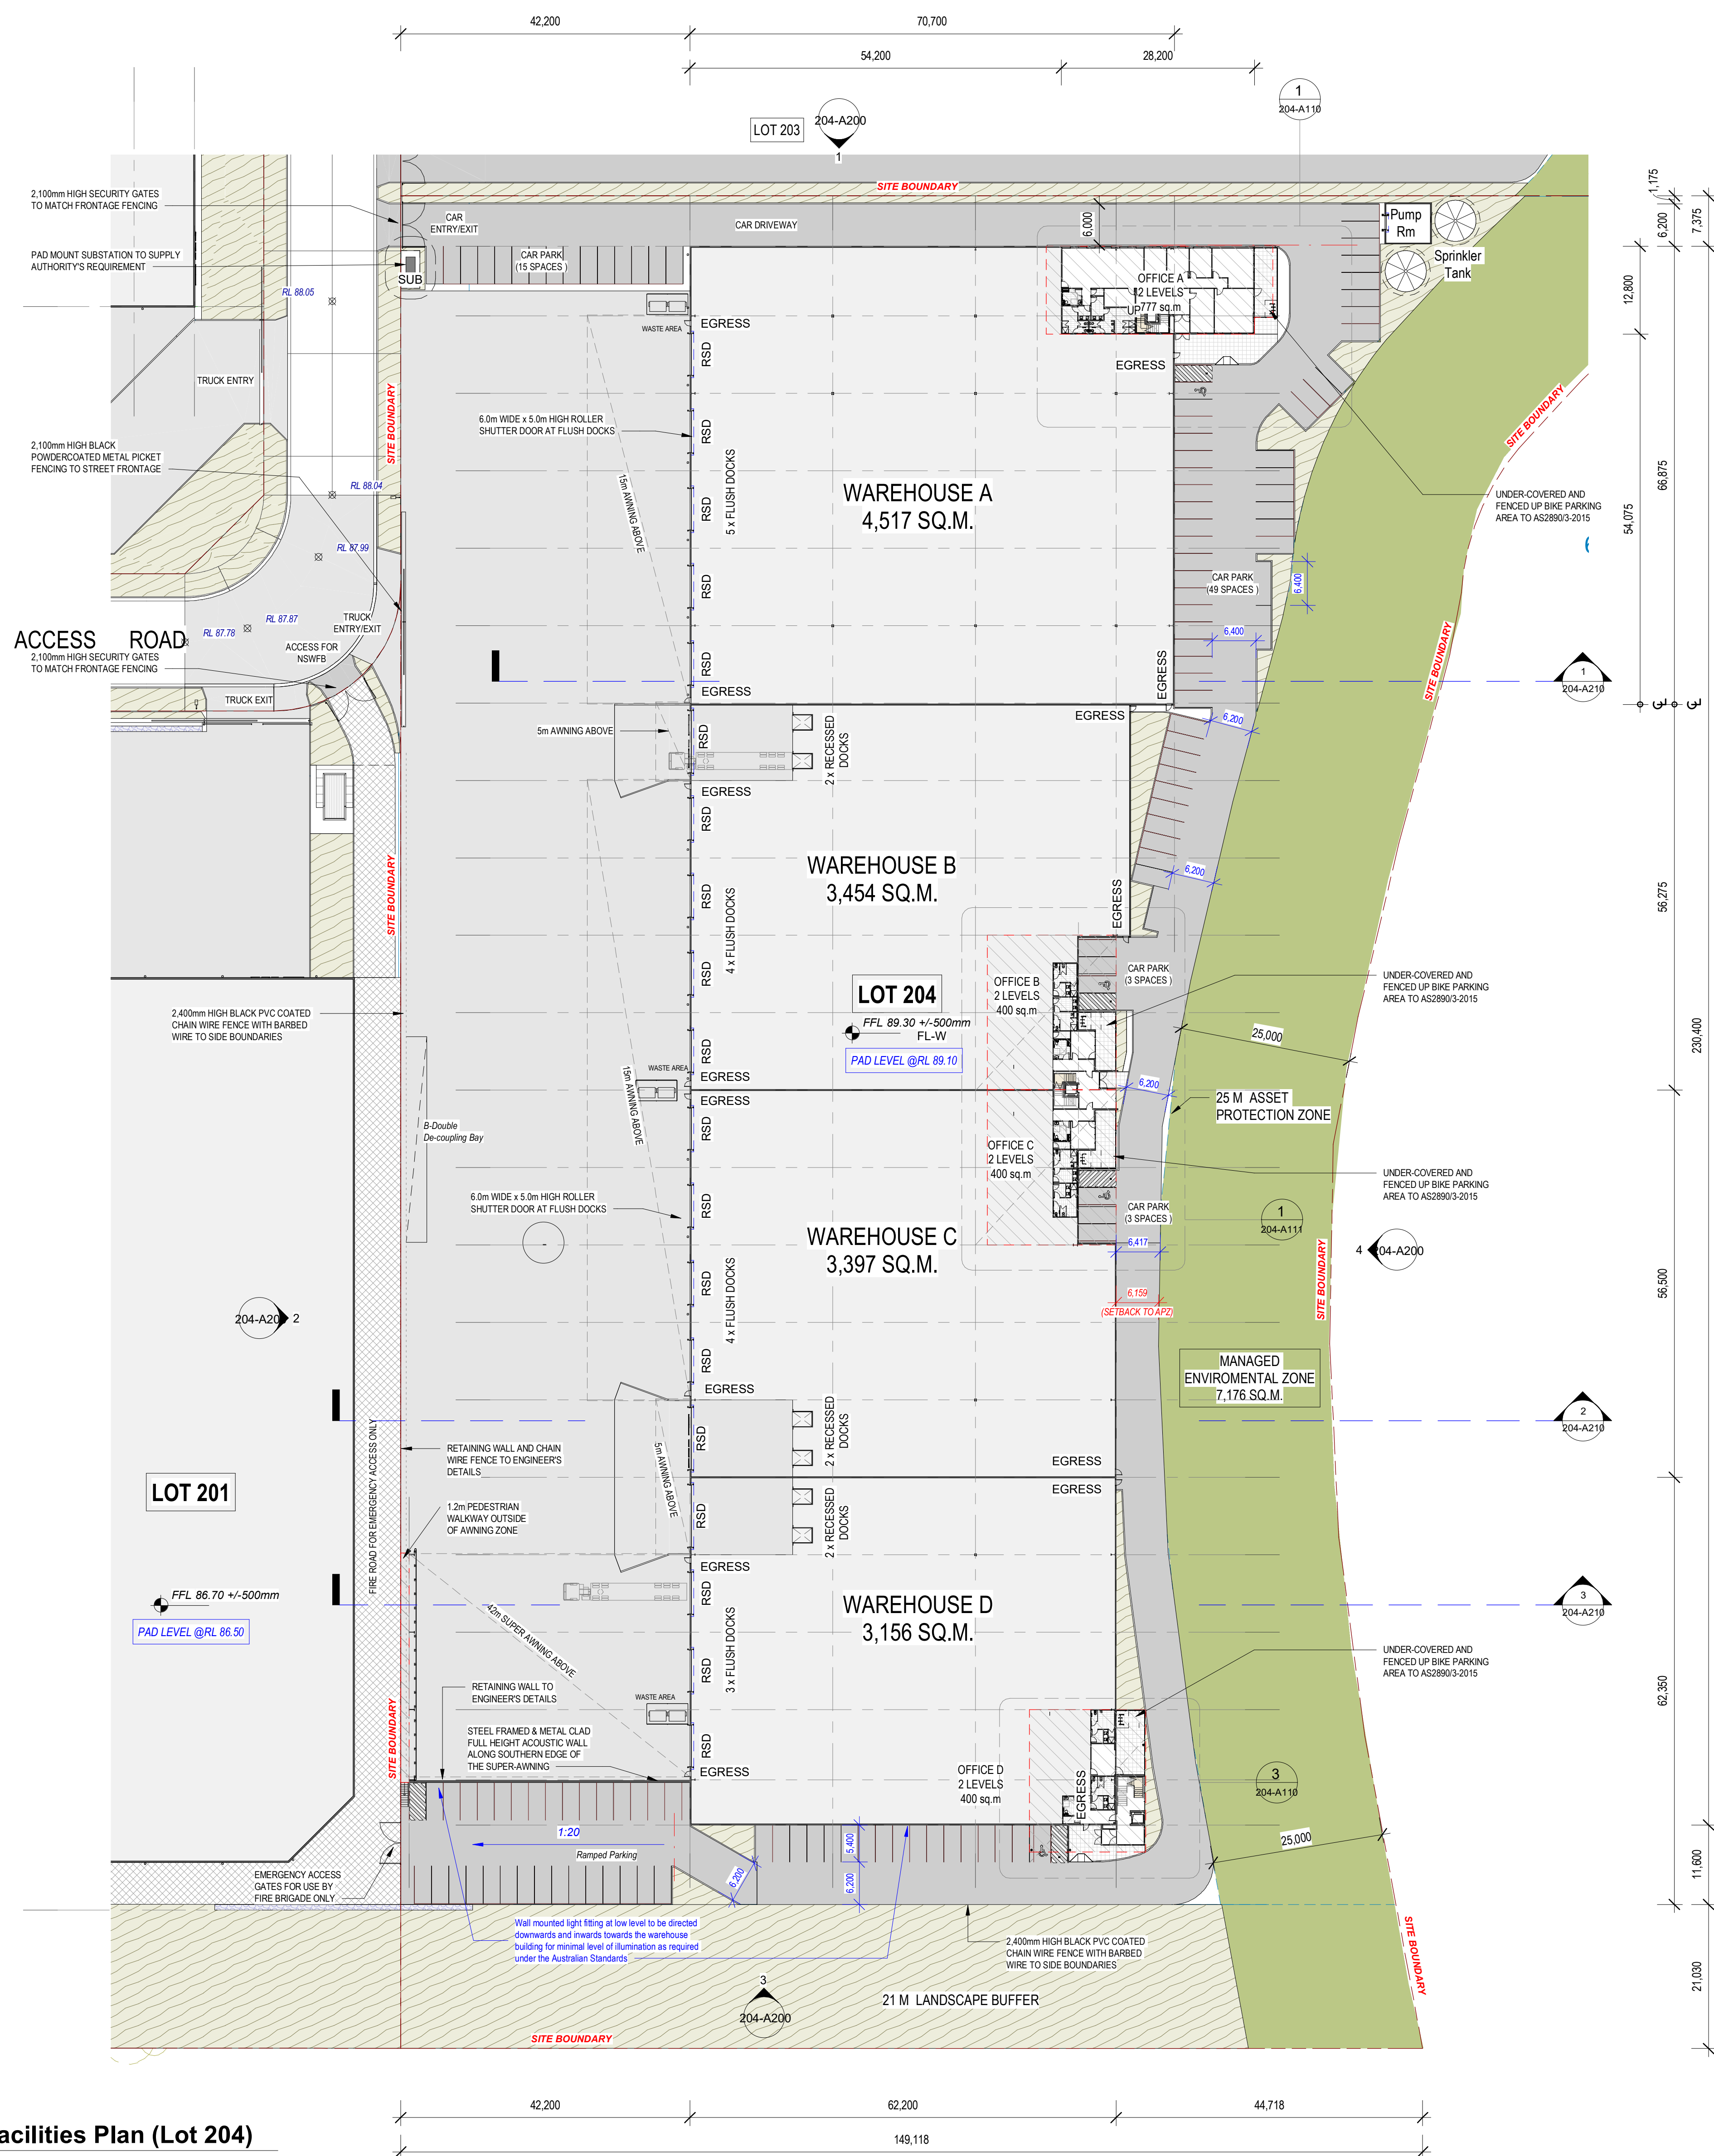 42,200
70,700
54,200
28,200
1
204-A110
LOT 203
204-A200
1
2,100mm HIGH SECURITY GATES
TO MATCH FRONTAGE FENCING
SITE BOUNDARY
1,175
6,200
7,375
CAR
ENTRY/EXIT
CAR DRIVEWAY
6,000
Pump
Rm
PAD MOUNT SUBSTATION TO SUPPLY
AUTHORITY'S REQUIREMENT
CAR PARK
(15 SPACES )
SUB
Sprinkler
Tank
RL 88.05
OFFICE A
2 LEVELS
777 sq.m
UP
12,800
WASTE AREA
EGRESS
RSD
EGRESS
TRUCK ENTRY
SITE BOUNDARY
SITE BOUNDARY
6.0m WIDE x 5.0m HIGH ROLLER
SHUTTER DOOR AT FLUSH DOCKS
RSD
2,100mm HIGH BLACK
POWDERCOATED METAL PICKET
FENCING TO STREET FRONTAGE
RL 88.04
15m AWNING ABOVE
5 x FLUSH DOCKS
RSD
WAREHOUSE A
4,517 SQ.M.
UNDER-COVERED AND
FENCED UP BIKE PARKING
AREA TO AS2890/3-2015
66,875
54,075
RL 87.99
RSD
CAR PARK
(49 SPACES )
6,400
RL 87.87
RL 87.78
TRUCK
ENTRY/EXIT
ACCESS ROAD
ACCESS FOR
NSWFB
2,100mm HIGH SECURITY GATES
TO MATCH FRONTAGE FENCING
6,400
SITE BOUNDARY
RSD
EGRESS
EGRESS
1
204-A210
TRUCK EXIT
CL
CL
EGRESS
6,200
5m AWNING ABOVE
RSD
2 x RECESSED
DOCKS
EGRESS
RSD
WAREHOUSE B
3,454 SQ.M.
6,200
SITE BOUNDARY
RSD
4 x FLUSH DOCKS
EGRESS
56,275
RSD
CAR PARK
(3 SPACES )
OFFICE B
2 LEVELS
400 sq.m
UNDER-COVERED AND
FENCED UP BIKE PARKING
AREA TO AS2890/3-2015
LOT 204
2,400mm HIGH BLACK PVC COATED
CHAIN WIRE FENCE WITH BARBED
WIRE TO SIDE BOUNDARIES
FFL 89.30 +/-500mm
FL-W
25,000
230,400
RSD
PAD LEVEL @RL 89.10
WASTE AREA
EGRESS
15m AWNING ABOVE
EGRESS
6,200
25 M ASSET
PROTECTION ZONE
B-Double
De-coupling Bay
RSD
OFFICE C
2 LEVELS
400 sq.m
UNDER-COVERED AND
FENCED UP BIKE PARKING
AREA TO AS2890/3-2015
6.0m WIDE x 5.0m HIGH ROLLER
SHUTTER DOOR AT FLUSH DOCKS
RSD
CAR PARK
(3 SPACES )
1
204-A111
WAREHOUSE C
3,397 SQ.M.
-
6,417
4
204-A200
SITE BOUNDARY
RSD
56,500
6,159
(SETBACK TO APZ)
204-A200
2
4 x FLUSH DOCKS
RSD
MANAGED
ENVIROMENTAL ZONE
7,176 SQ.M.
EGRESS
2
204-A210
5m AWNING ABOVE
RSD
2 x RECESSED
DOCKS
RETAINING WALL AND CHAIN
WIRE FENCE TO ENGINEER'S
DETAILS
EGRESS
FIRE ROAD FOR EMERGENCY ACCESS ONLY
LOT 201
EGRESS
1.2m PEDESTRIAN
WALKWAY OUTSIDE
OF AWNING ZONE
RSD
2 x RECESSED
DOCKS
EGRESS
FFL 86.70 +/-500mm
RSD
WAREHOUSE D
3,156 SQ.M.
3
204-A210
PAD LEVEL @RL 86.50
42m SUPER AWNING ABOVE
3 x FLUSH DOCKS
RSD
UNDER-COVERED AND
FENCED UP BIKE PARKING
AREA TO AS2890/3-2015
RETAINING WALL TO
ENGINEER'S DETAILS
WASTE AREA
62,350
SITE BOUNDARY
STEEL FRAMED & METAL CLAD
FULL HEIGHT ACOUSTIC WALL
ALONG SOUTHERN EDGE OF
THE SUPER-AWNING
RSD
EGRESS
OFFICE D
2 LEVELS
400 sq.m
EGRESS
3
204-A110
1:20
Ramped Parking
5,400
25,000
EMERGENCY ACCESS
GATES FOR USE BY
FIRE BRIGADE ONLY
6,200
6,200
11,600
Wall mounted light fitting at low level to be directed
downwards and inwards towards the warehouse
building for minimal level of illumination as required
under the Australian Standards
2,400mm HIGH BLACK PVC COATED
CHAIN WIRE FENCE WITH BARBED
WIRE TO SIDE BOUNDARIES
SITE BOUNDARY
3
204-A200
21 M LANDSCAPE BUFFER
21,030
SITE BOUNDARY
42,200
62,200
44,718
149,118
acilities Plan (Lot 204)